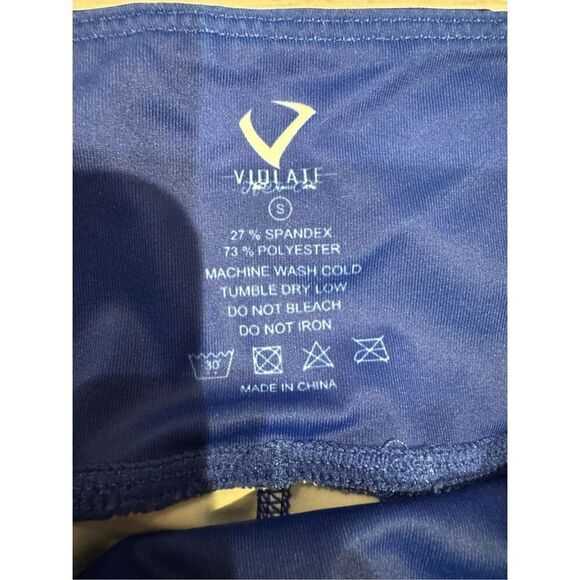 VIOLATE
S
27 % SPANDEX
73 % POLYESTER
MACHINE WASH COLD
TUMBLE DRY LOW
DO NOT BLEACH
DO NOT IRON
30°
MADE IN CHINA